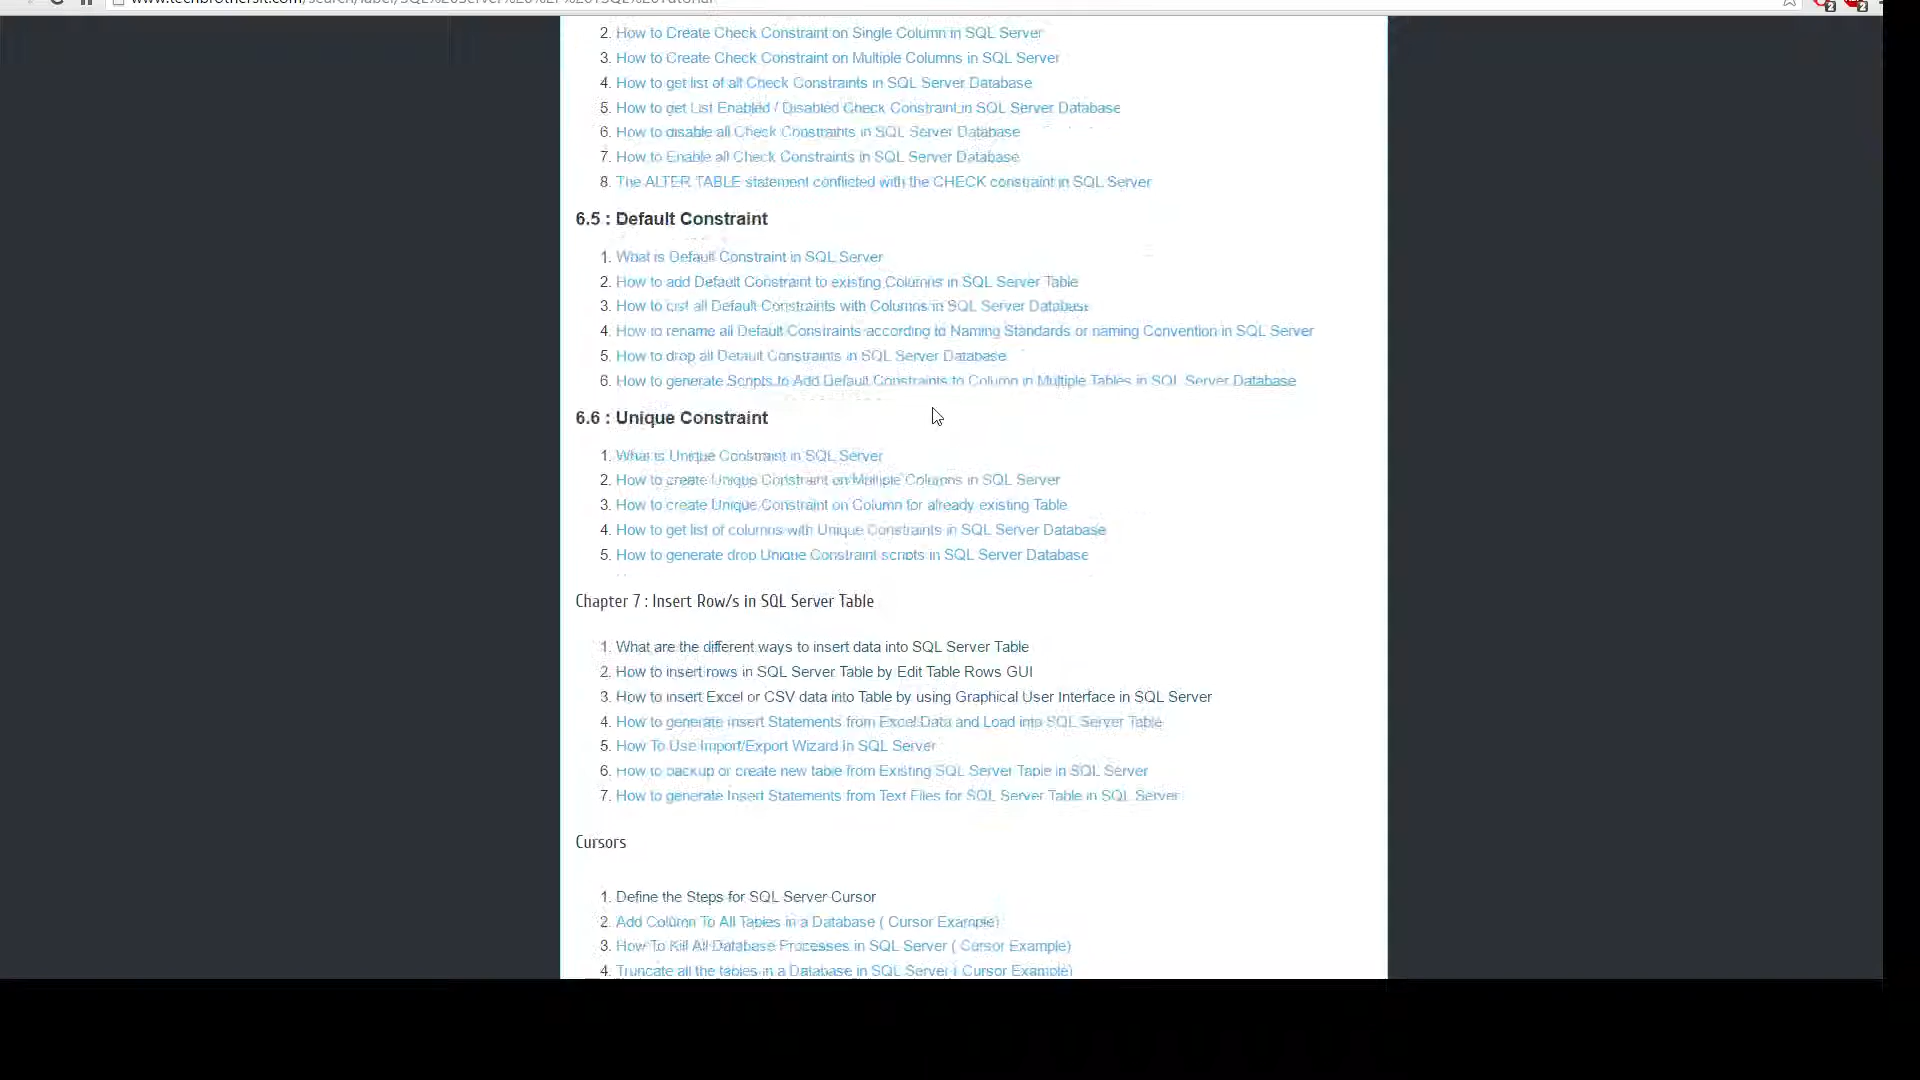 2. How to Create Check Constraint on Single Column in SQL Server
3. How to Create Check Constraint on Multiple Columns in SQL Server
4. How to get list of all Check Constraints in SQL Server Database
5. How to get List Enabled / Disabled Check Constraint in SQL Server Database
6. How to disable all Check Constraints in SQL Server Database
7. How to Enable all Check Constraints in SQL Server Database
8. The ALTER TABLE statement conflicted with the CHECK constraint in SQL Server
6.5 : Default Constraint
1. What is Default Constraint in SQL Server
2. How to add Default Constraint to existing Columns in SQL Server Table
3. How to List all Default Constraints with Columns in SQL Server Database
4. How to rename all Default Constraints according to Naming Standards or naming Convention in SQL Server
5. How to drop all Default Constraints in SQL Server Database
6. How to generate Scripts to Add Default Constraints to Column in Multiple Tables in SQL Server Database
6.6 : Unique Constraint
1. What is Unique Constraint in SQL Server
2. How to create Unique Constraint on Multiple Columns in SQL Server
3. How to create Unique Constraint on Column for already existing Table
4. How to get list of columns with Unique Constraints in SQL Server Database
5. How to generate drop Unique Constraint scripts in SQL Server Database
Chapter 7 : Insert Row/s in SQL Server Table
1. What are the different ways to insert data into SQL Server Table
2. How to insert rows in SQL Server Table by Edit Table Rows GUI
3. How to insert Excel or CSV data into Table by using Graphical User Interface in SQL Server
4. How to generate insert Statements from Excel Data and Load into SQL Server Table
5. How To Use Import/Export Wizard in SQL Server
6. How to backup or create new table from Existing SQL Server Table in SQL Server
7. How to generate Insert Statements from Text Files for SQL Server Table in SQL Server
Cursors
1. Define the Steps for SQL Server Cursor
2. Add Column To All Tables in a Database ( Cursor Example)
3. How To Kill All Database Processes in SQL Server ( Cursor Example)
4. Truncate all the tables in a Database in SQL Server ( Cursor Example)